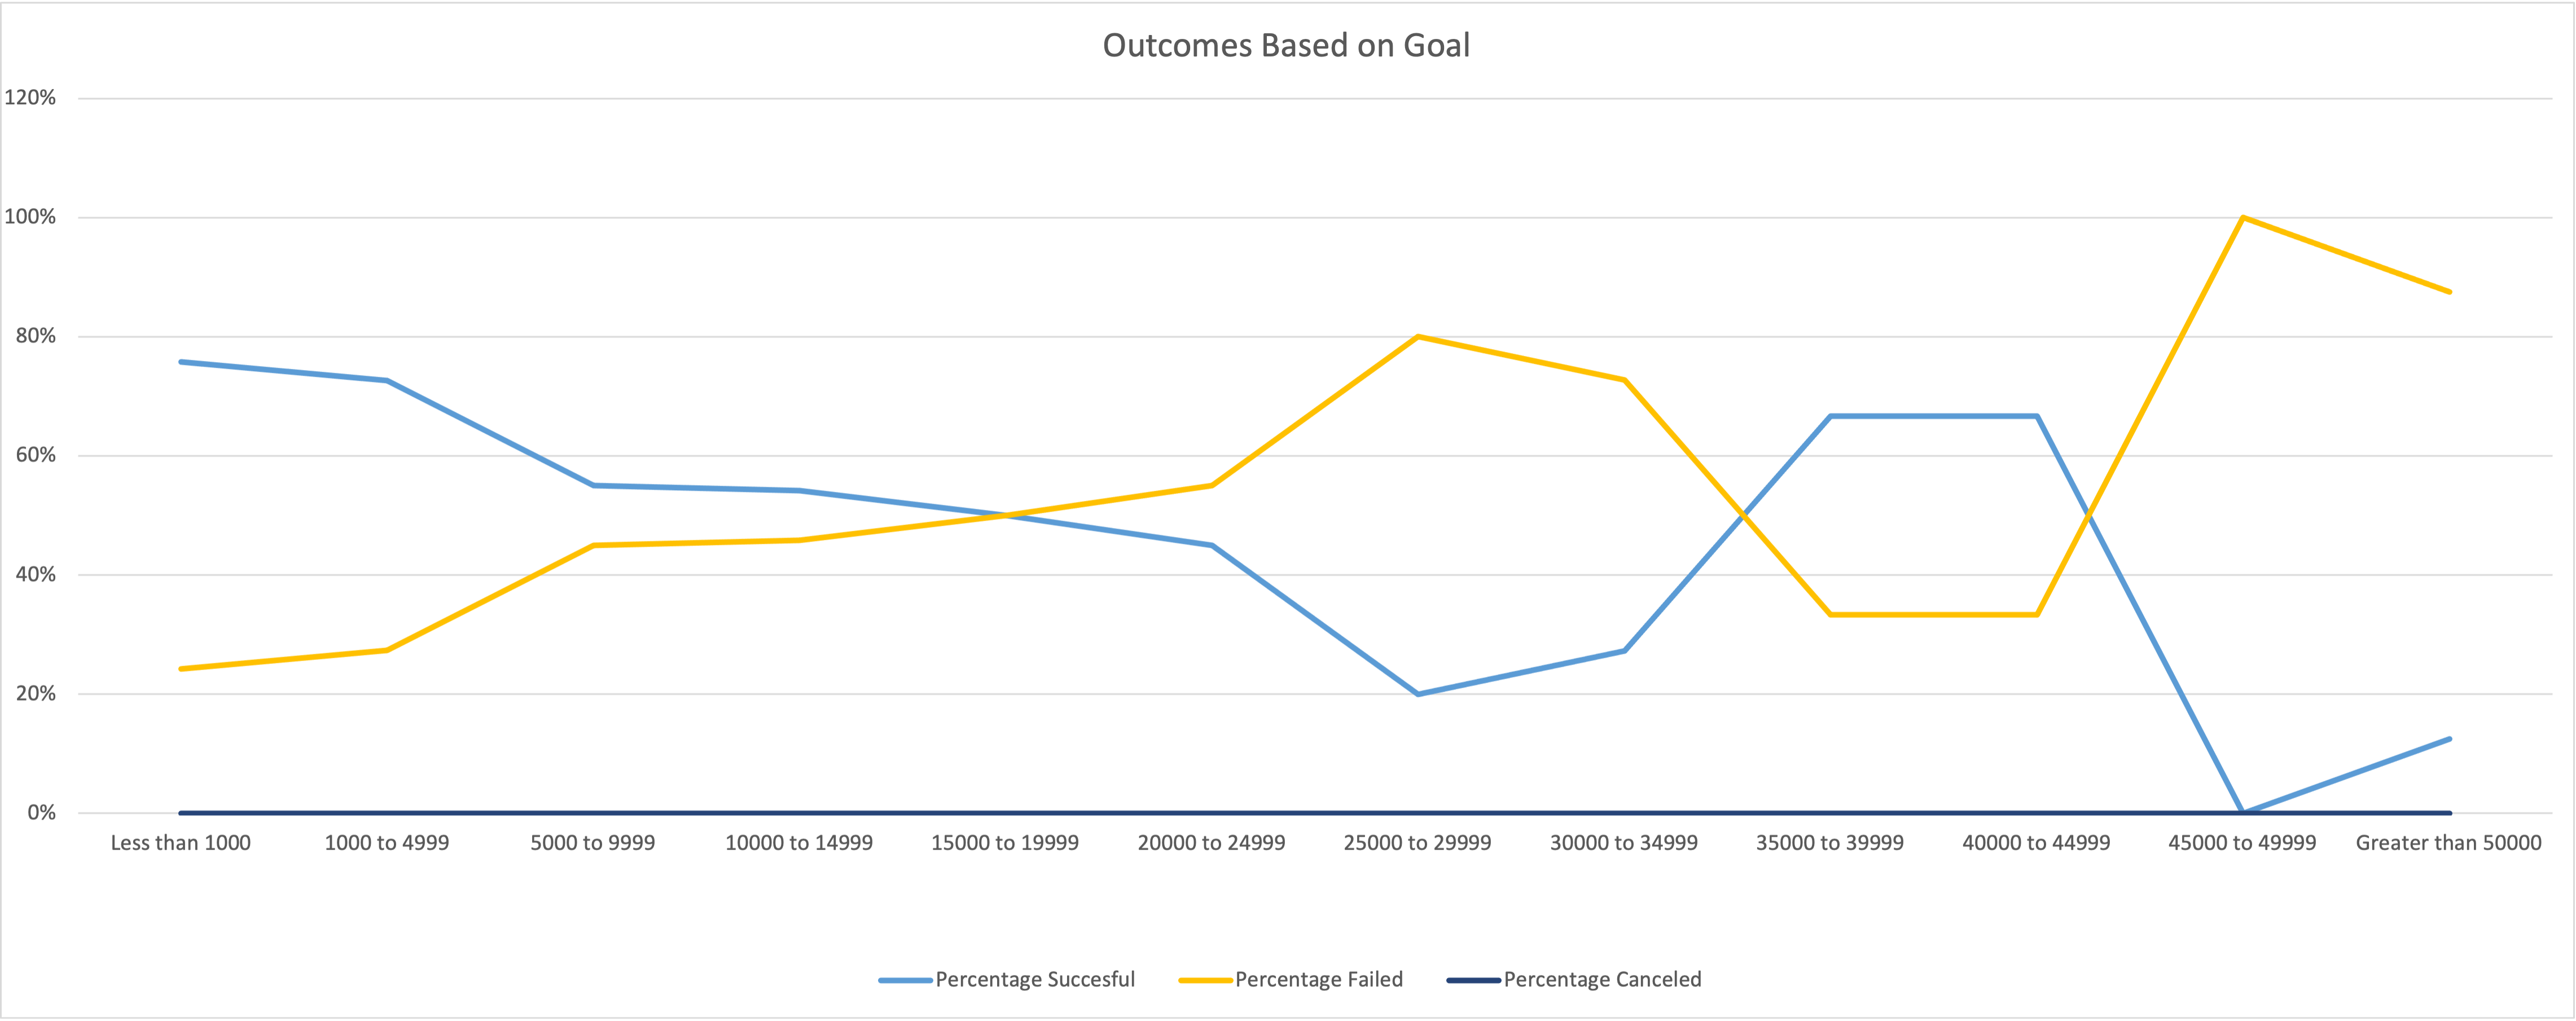 Outcomes Based on Goal
120%
100%
80%
60%
40%
20%
0%
Less than 1000 1000 to 4999 5000 to 9999 10000 to 14999 15000 to 19999 20000 to 24999 25000 to 29999 30000 to 34999 35000 to 39999 40000 to 44999 45000 to 49999 Greater than 50000
Percentage Succesful Percentage Failed Percentage Canceled